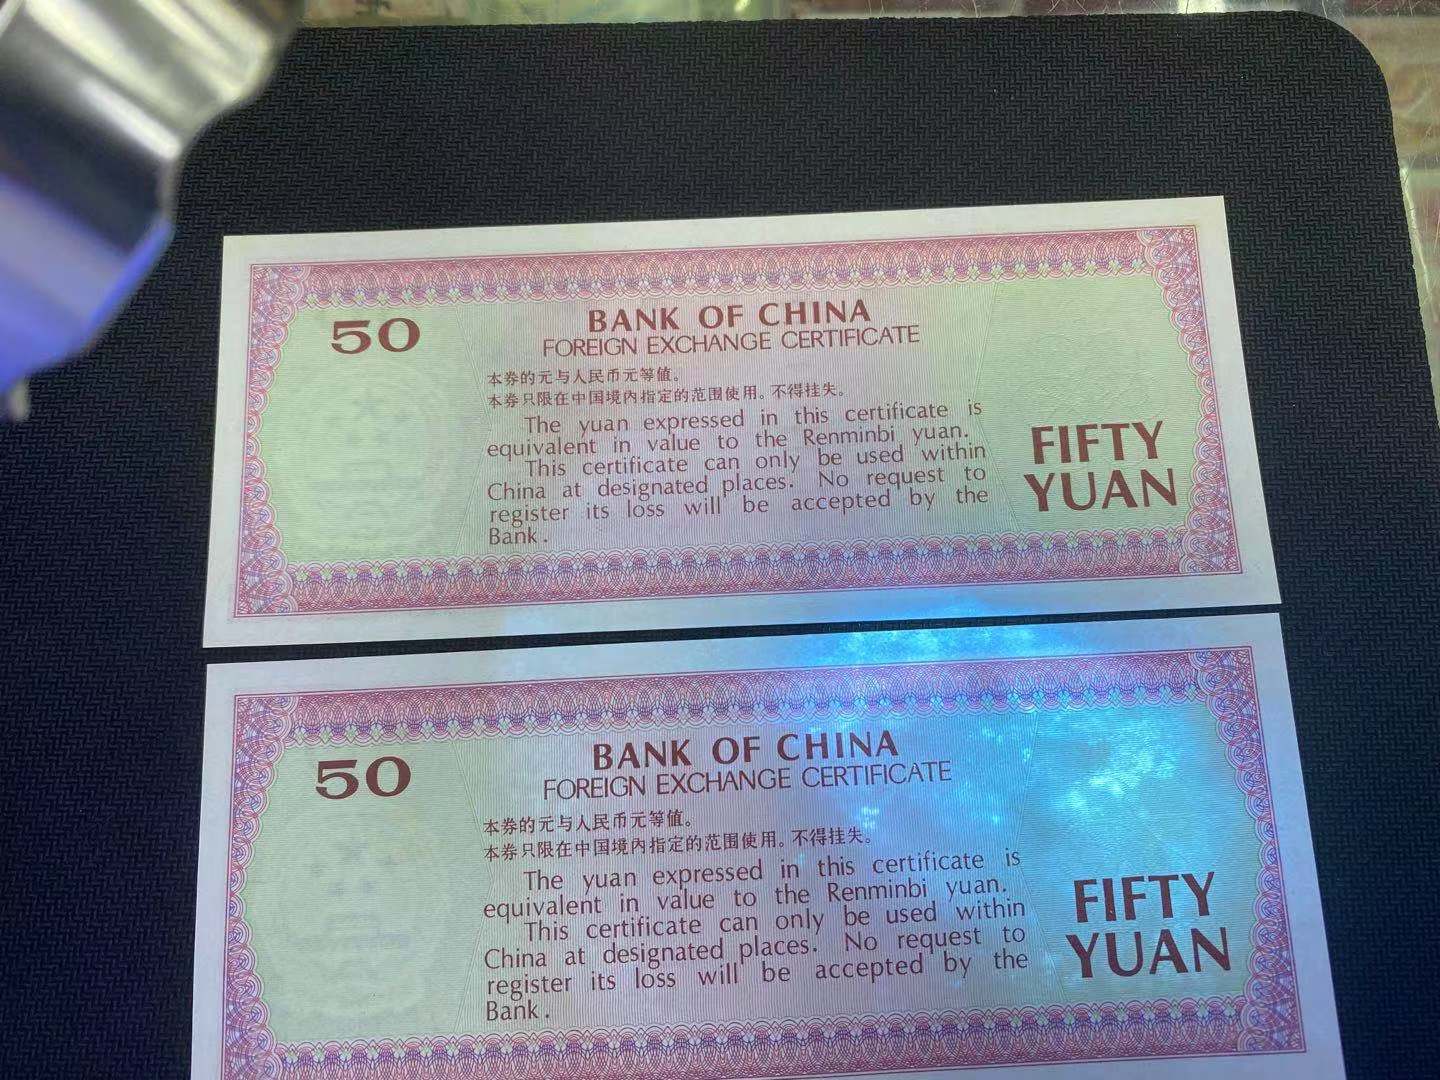 50
BANK OF CHINA
FOREIGN EXCHANGE CERTIFICATE
本券的元与人民币元等值。
本券只限在中国境内指定的范围使用。不得挂失。
The yuan expressed in this certificate is
equivalent in value to the Renminbi yuan.
This certificate can only be used within
China at designated places. No request to
register its loss will be accepted by the
Bank.
FIFTY
YUAN
50
BANK OF CHINA
FOREIGN EXCHANGE CERTIFICATE
本券的元与人民币元等值。
本券只限在中国境内指定的范围使用。不得挂失。
The yuan expressed in this certificate is
equivalent in value to the Renminbi yuan.
This certificate can only be used within
China at designated places. No request to
register its loss will be accepted by the
Bank.
FIFTY
YUAN